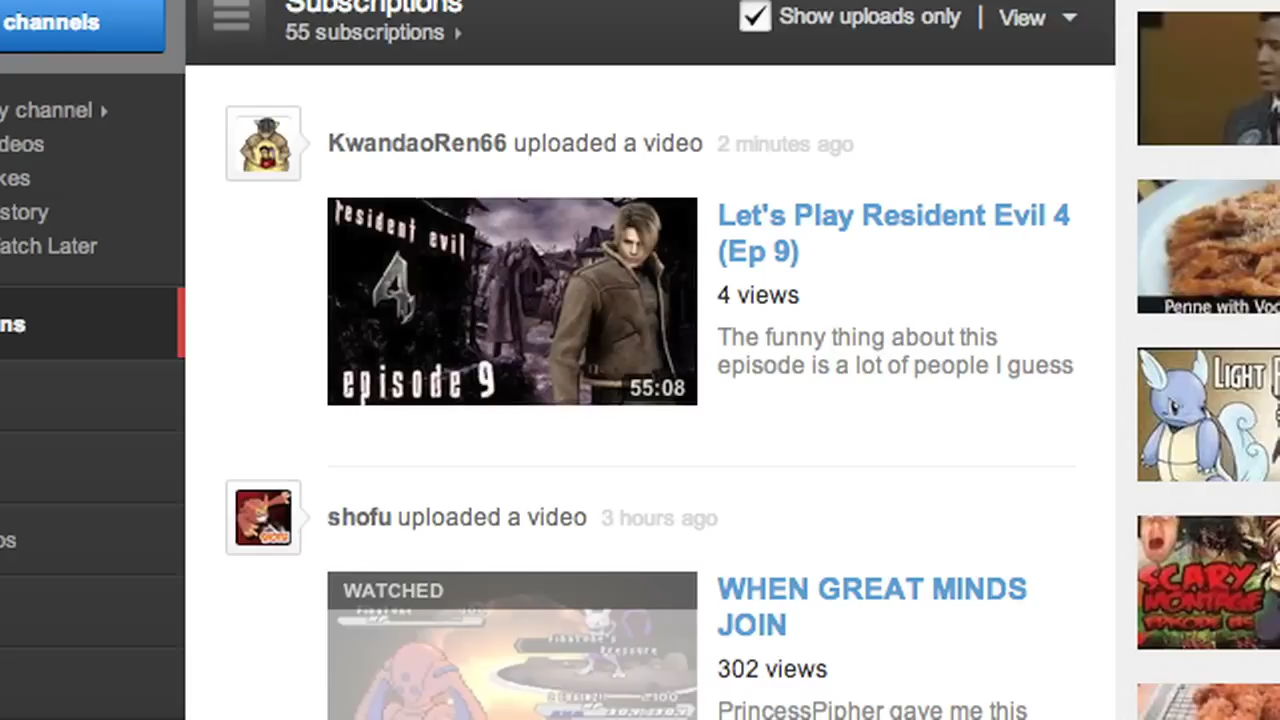 channels
Subscriptions
55 subscriptions
Show uploads only | View
y channel
deos
kes
story
atch Later
ns
os
KwandaoRen66 uploaded a video 2 minutes ago
resident evil
4
episode 9
55:08
Let's Play Resident Evil 4
(Ep 9)
4 views
The funny thing about this
episode is a lot of people I guess
shofu uploaded a video 3 hours ago
WATCHED
Pressure
WHEN GREAT MINDS
JOIN
302 views
PrincessPipher gave me this
Penne with Vo
LIGHT
SCARY
MONTAGE